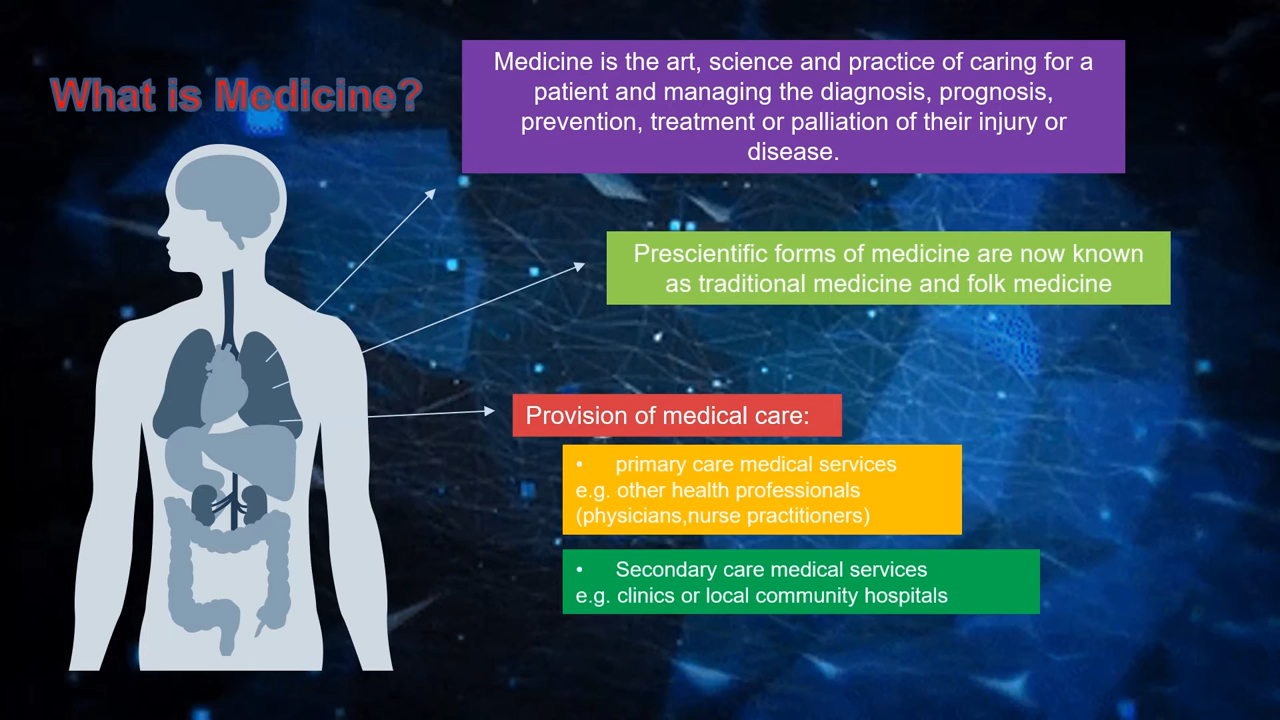 What is Medicine?
Medicine is the art, science and practice of caring for a
patient and managing the diagnosis, prognosis,
prevention, treatment or palliation of their injury or
disease.
Prescientific forms of medicine are now known
as traditional medicine and folk medicine
Provision of medical care:
• primary care medical services
e.g. other health professionals
(physicians,nurse practitioners)
• Secondary care medical services
e.g. clinics or local community hospitals